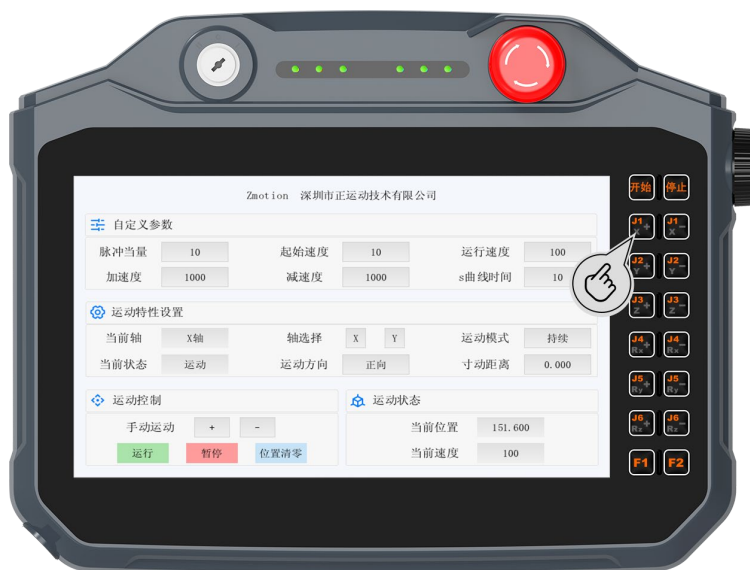 Zmotion 深圳市正运动技术有限公司
开始 停止
自定义参数
J1 X+ J1 X-
脉冲当量 10 起始速度 10 运行速度 100
J2 Y+ J2 Y-
加速度 1000 减速度 1000 s曲线时间 10
运动特性设置
J3 Z+ J3 Z-
当前轴 X轴 轴选择 X Y 运动模式 持续
J4 Rx+ J4 Rx-
当前状态 运动 运动方向 正向 寸动距离 0.000
J5 Ry+ J5 Ry-
运动控制 运动状态
手动运动 + - 当前位置 151.600
J6 Rz+ J6 Rz-
运行 暂停 位置清零 当前速度 100
F1 F2